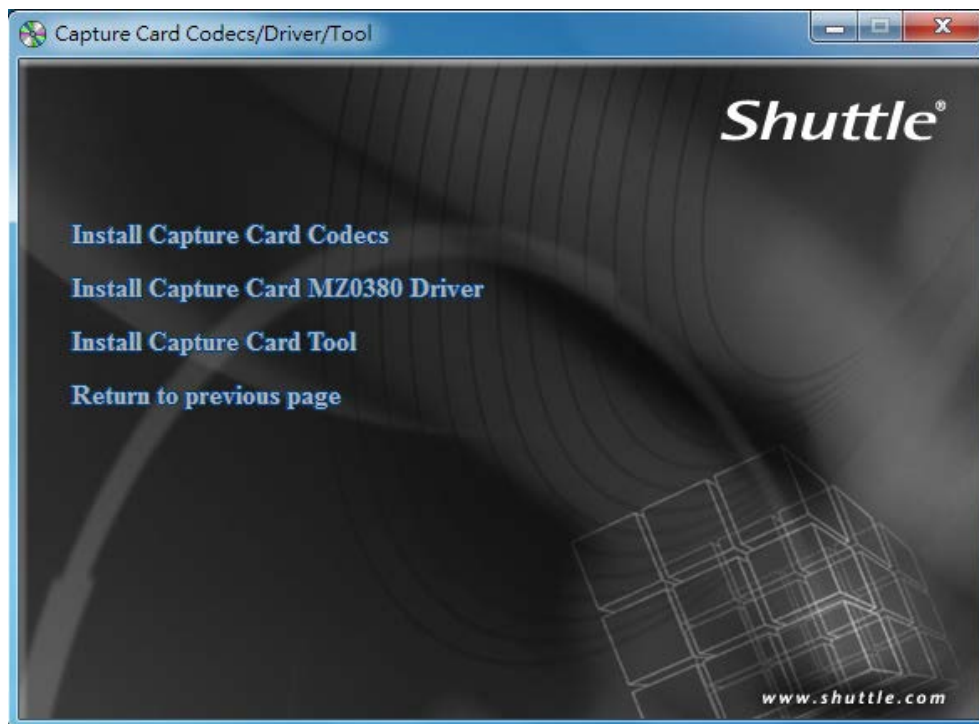 Capture Card Codecs/Driver/Tool
Shuttle®
Install Capture Card Codecs
Install Capture Card MZ0380 Driver
Install Capture Card Tool
Return to previous page
www.shuttle.com